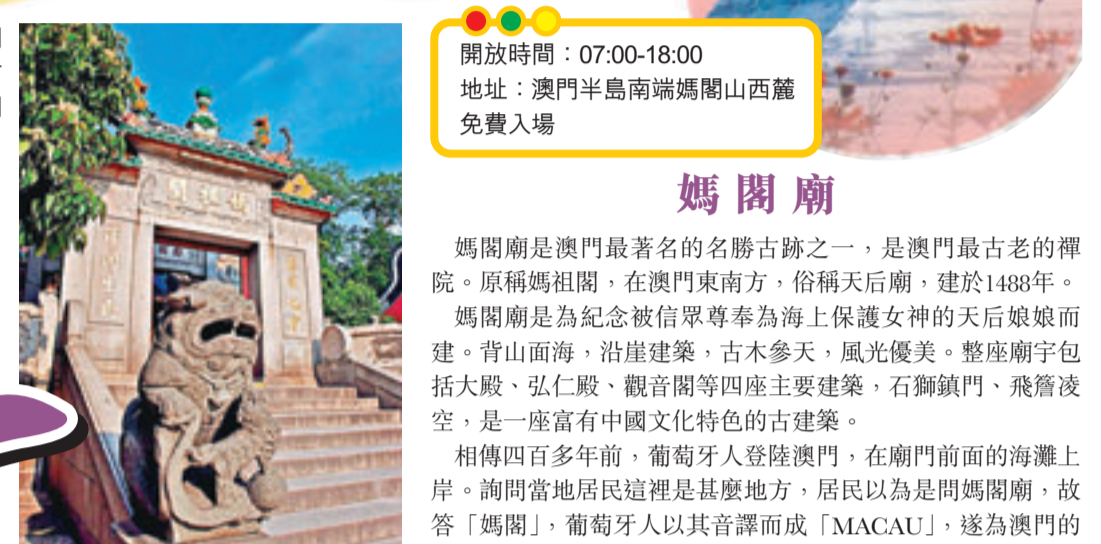 開放時間：07:00-18:00
地址：澳門半島南端媽閣山西麓
免費入場
媽閣廟
媽閣廟是澳門最著名的名勝古跡之一，是澳門最古老的禪
院。原稱媽祖閣，在澳門東南方，俗稱天后廟，建於1488年。
媽閣廟是為紀念被信眾尊奉為海上保護女神的天后娘娘而
建。背山面海，沿崖建築，古木參天，風光優美。整座廟宇包
括大殿、弘仁殿、觀音閣等四座主要建築，石獅鎮門、飛簷凌
空，是一座富有中國文化特色的古建築。
相傳四百多年前，葡萄牙人登陸澳門，在廟門前面的海灘上
岸。詢問當地居民這裡是甚麼地方，居民以為是問媽閣廟，故
答「媽閣」，葡萄牙人以其音譯而成「MACAU」，遂為澳門的
閣祖媽